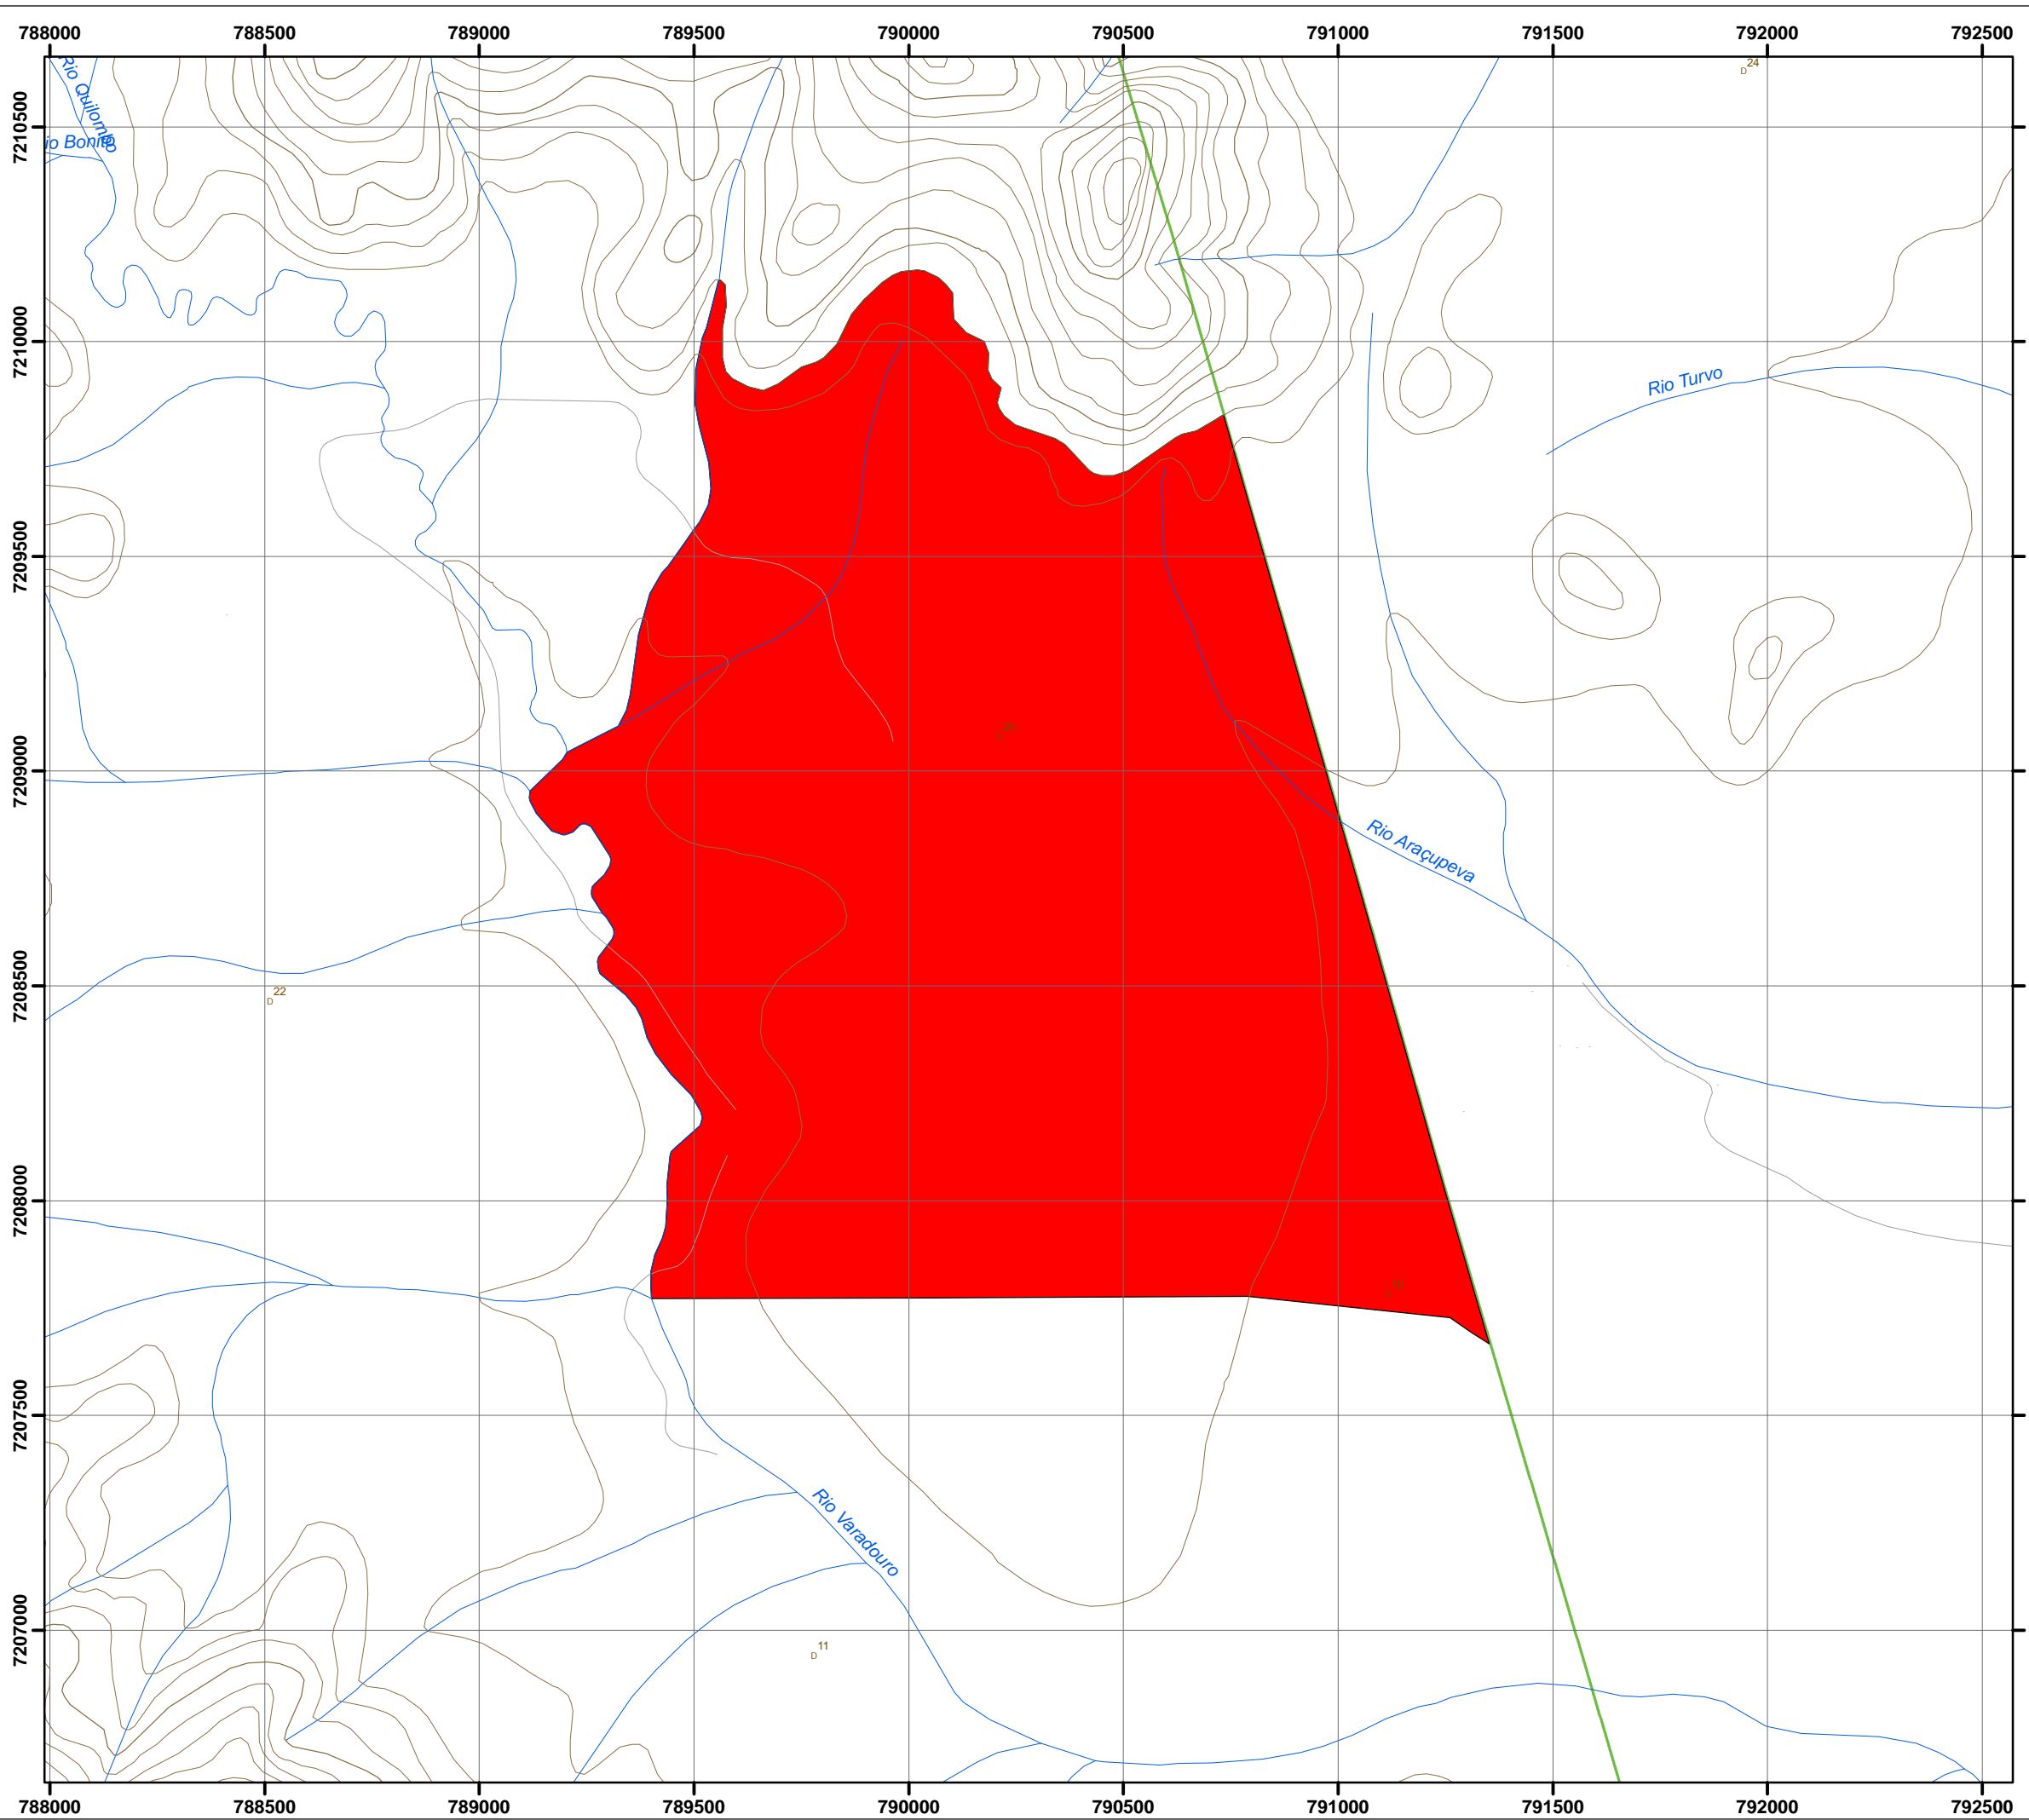 788000 788500 789000 789500 790000 790500 791000 791500 792000 792500
D 24
7210500
Rio Quilombo
io Bonito
7210000
Rio Turvo
7209500
7209000
Rio Araçupeva
7208500
D 22
7208000
7207500
Rio Varadouro
7207000
D 11
788000 788500 789000 789500 790000 790500 791000 791500 792000 792500